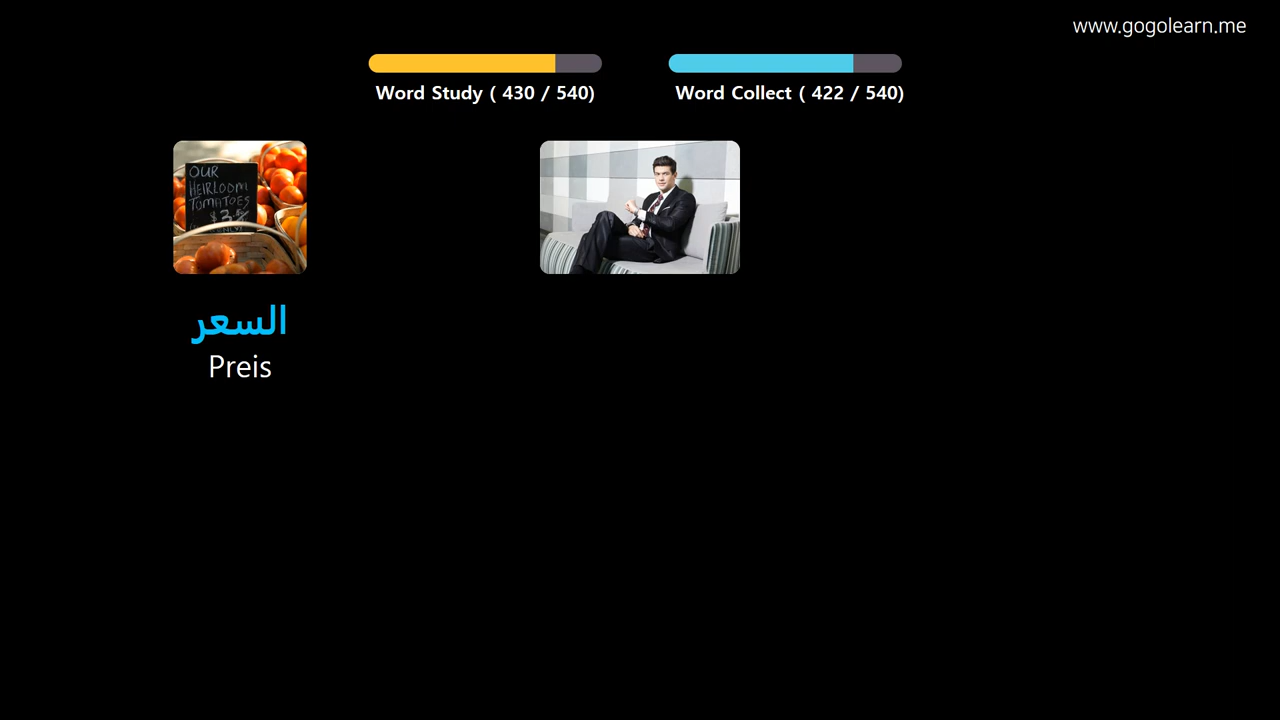 www.gogolearn.me
Word Study ( 430 / 540)
Word Collect ( 422 / 540)
OUR
HEIRLOOM
TOMATOES
السعر
Preis